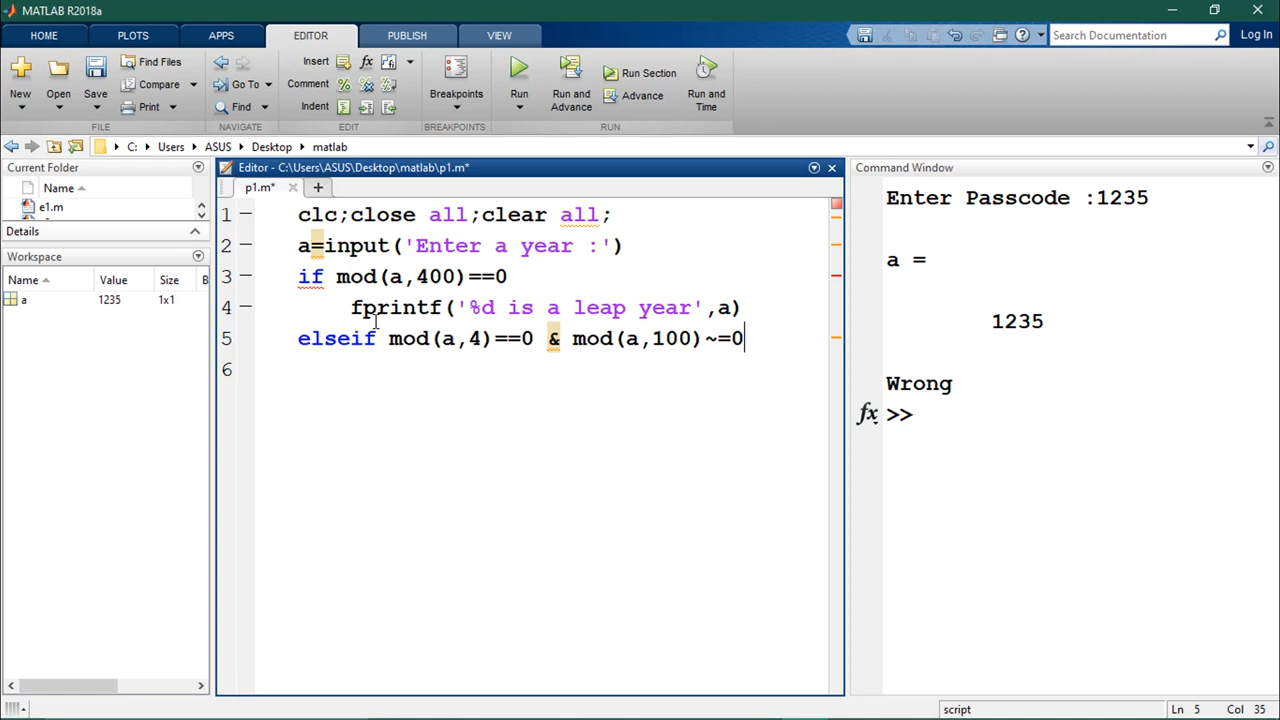 MATLAB R2018a
HOME PLOTS APPS EDITOR PUBLISH VIEW Search Documentation Log In
New Open Save Find Files Compare Print Go To Find Insert Comment Indent fx Breakpoints Run Run and Advance Run Section Advance Run and Time
FILE NAVIGATE EDIT BREAKPOINTS RUN
C: Users ASUS Desktop matlab
Current Folder
Name
e1.m
Details
Workspace
Name Value Size B
a 1235 1x1
Editor - C:\Users\ASUS\Desktop\matlab\p1.m*
p1.m*
1 clc;close all;clear all;
2 a=input('Enter a year :')
3 if mod(a,400)==0
4 fprintf('%d is a leap year',a)
5 elseif mod(a,4)==0 & mod(a,100)~=0
6
Command Window
Enter Passcode :1235
a =
1235
Wrong
fx >>
script Ln 5 Col 35